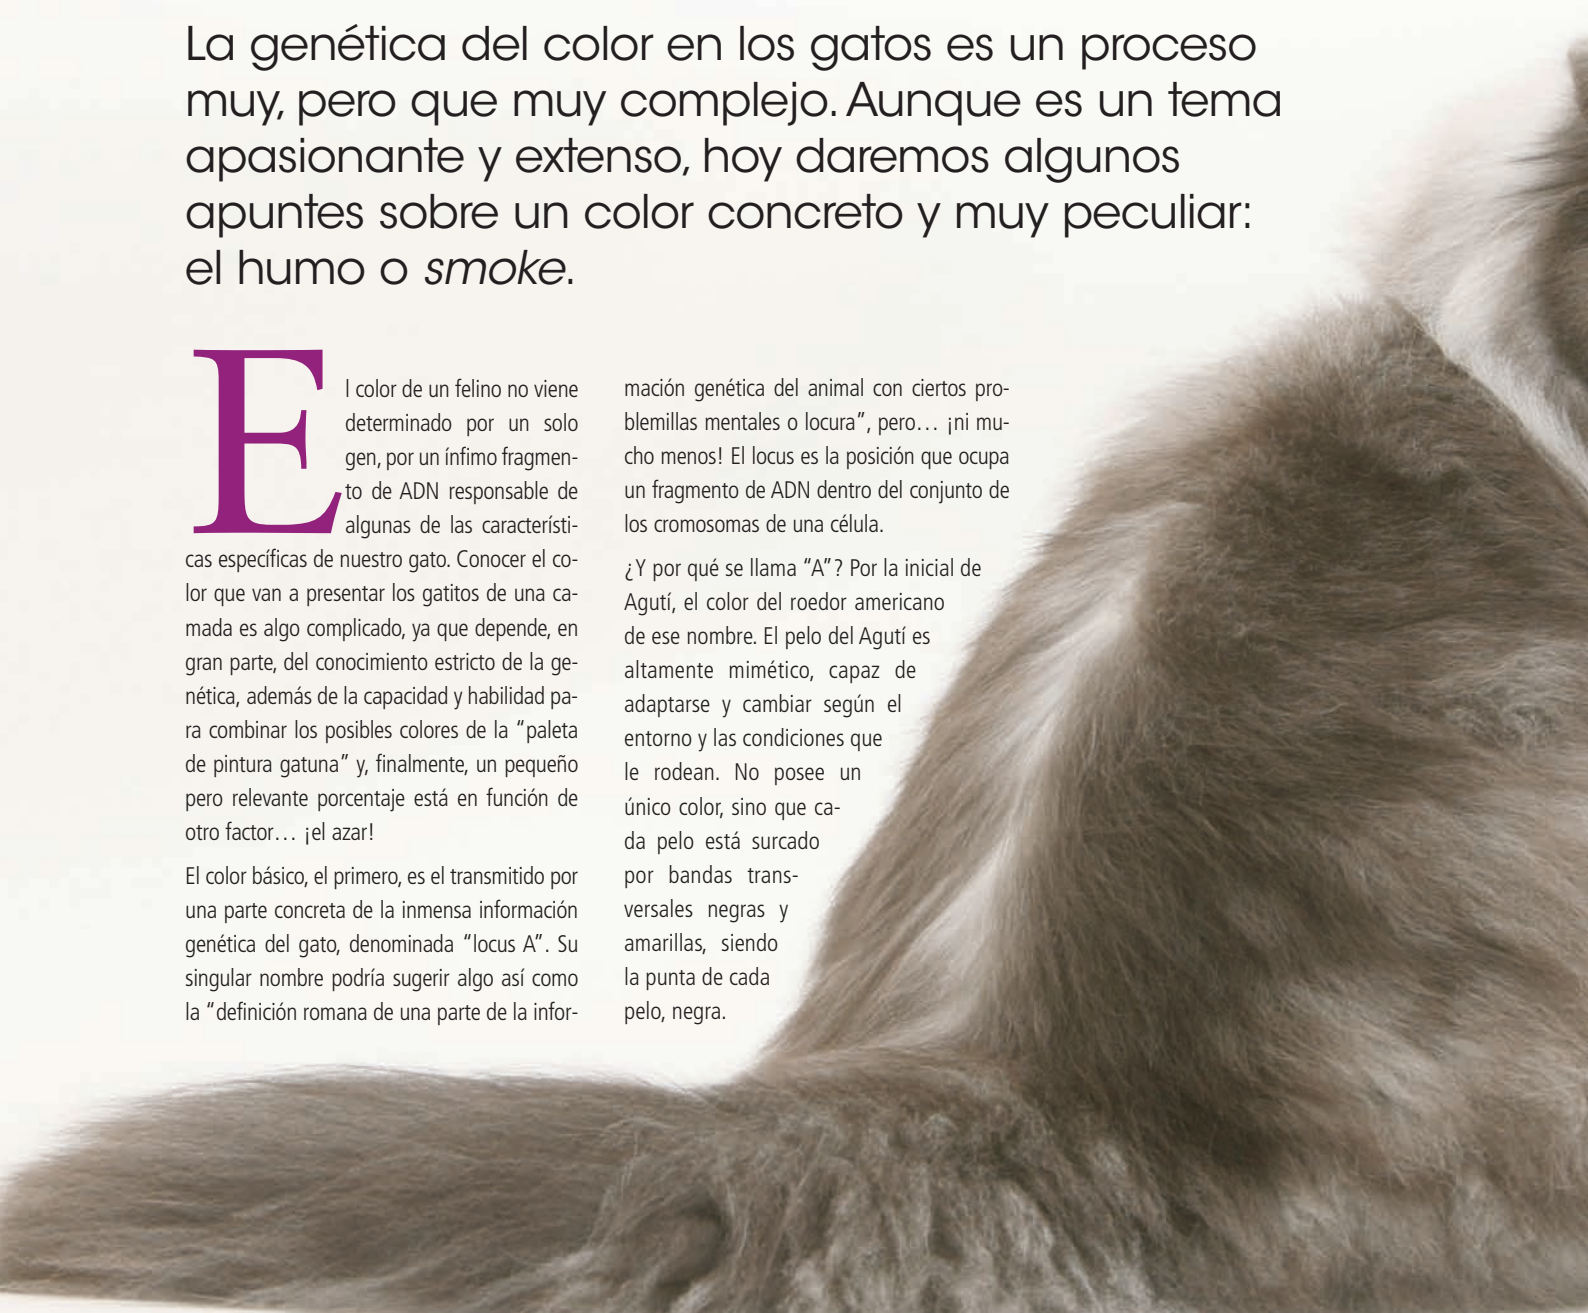 La genética del color en los gatos es un proceso
muy, pero que muy complejo. Aunque es un tema
apasionante y extenso, hoy daremos algunos
apuntes sobre un color concreto y muy peculiar:
el humo o smoke.
El color de un felino no viene
determinado por un solo
gen, por un ínfimo fragmen-
to de ADN responsable de
algunas de las característi-
cas específicas de nuestro gato. Conocer el co-
lor que van a presentar los gatitos de una ca-
mada es algo complicado, ya que depende, en
gran parte, del conocimiento estricto de la ge-
nética, además de la capacidad y habilidad pa-
ra combinar los posibles colores de la “paleta
de pintura gatuna” y, finalmente, un pequeño
pero relevante porcentaje está en función de
otro factor… ¡el azar!
El color básico, el primero, es el transmitido por
una parte concreta de la inmensa información
genética del gato, denominada “locus A”. Su
singular nombre podría sugerir algo así como
la “definición romana de una parte de la infor-
mación genética del animal con ciertos pro-
blemillas mentales o locura”, pero… ¡ni mu-
cho menos! El locus es la posición que ocupa
un fragmento de ADN dentro del conjunto de
los cromosomas de una célula.
¿Y por qué se llama “A”? Por la inicial de
Agutí, el color del roedor americano
de ese nombre. El pelo del Agutí es
altamente mimético, capaz de
adaptarse y cambiar según el
entorno y las condiciones que
le rodean. No posee un
único color, sino que ca-
da pelo está surcado
por bandas trans-
versales negras y
amarillas, siendo
la punta de cada
pelo, negra.